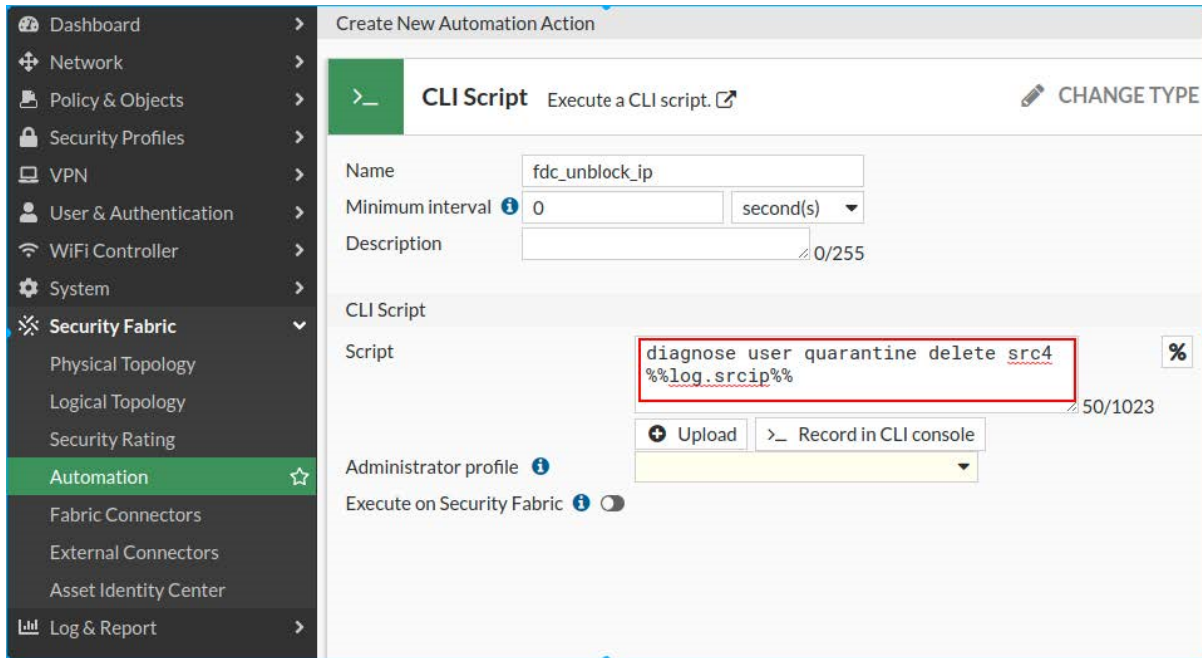 Dashboard
Network
Policy & Objects
Security Profiles
VPN
User & Authentication
WiFi Controller
System
Security Fabric
Physical Topology
Logical Topology
Security Rating
Automation
Fabric Connectors
External Connectors
Asset Identity Center
Log & Report
Create New Automation Action
>_ CLI Script Execute a CLI script. CHANGE TYPE
Name fdc_unblock_ip
Minimum interval 0 second(s)
Description 0/255
CLI Script
Script diagnose user quarantine delete src4
%%log.srcip%%
%
50/1023
Upload >_ Record in CLI console
Administrator profile
Execute on Security Fabric